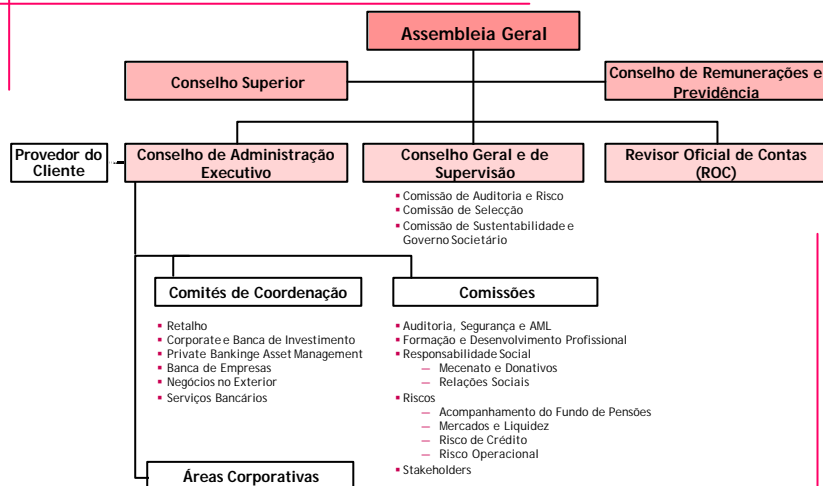 Assembleia Geral
Conselho Superior
Conselho de Remunerações e
Previdência
Provedor do
Cliente
Conselho de Administração
Executivo
Conselho Geral e de
Supervisão
Revisor Oficial de Contas
(ROC)
Comissão de Auditoria e Risco
Comissão de Selecção
Comissão de Sustentabilidade e
Governo Societário
Comités de Coordenação
Retalho
Corporate e Banca de Investimento
Private Banking e Asset Management
Banca de Empresas
Negócios no Exterior
Serviços Bancários
Comissões
Auditoria, Segurança e AML
Formação e Desenvolvimento Profissional
Responsabilidade Social
— Mecenato e Donativos
— Relações Sociais
Riscos
— Acompanhamento do Fundo de Pensões
— Mercados e Liquidez
— Risco de Crédito
— Risco Operacional
Stakeholders
Áreas Corporativas